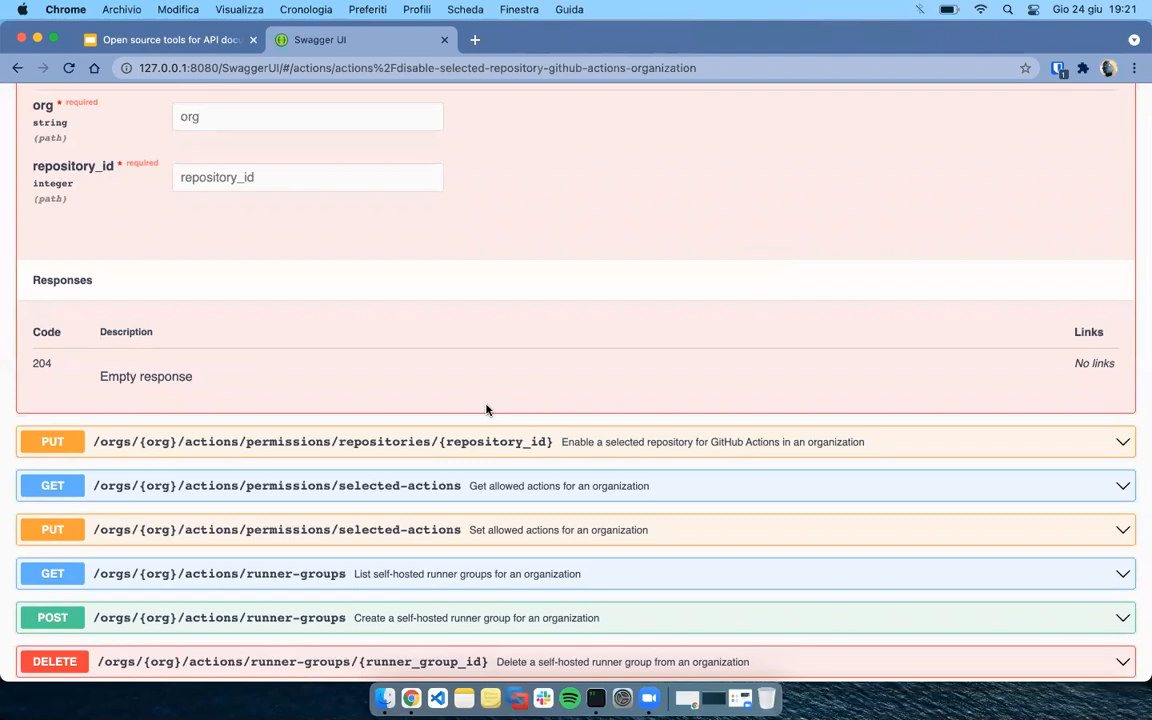 Chrome Archivio Modifica Visualizza Cronologia Preferiti Profili Scheda Finestra Guida Gio 24 giu 19:21
Open source tools for API doc Swagger UI
127.0.0.1:8080/SwaggerUI/#/actions/actions%2Fdisable-selected-repository-github-actions-organization 1
org * required
string org
(path)
repository_id * required
integer repository_id
(path)
Responses
Code Description Links
204 No links
Empty response
PUT /orgs/{org}/actions/permissions/repositories/{repository_id} Enable a selected repository for GitHub Actions in an organization
GET /orgs/{org}/actions/permissions/selected-actions Get allowed actions for an organization
PUT /orgs/{org}/actions/permissions/selected-actions Set allowed actions for an organization
GET /orgs/{org}/actions/runner-groups List self-hosted runner groups for an organization
POST /orgs/{org}/actions/runner-groups Create a self-hosted runner group for an organization
DELETE /orgs/{org}/actions/runner-groups/{runner_group_id} Delete a self-hosted runner group from an organization